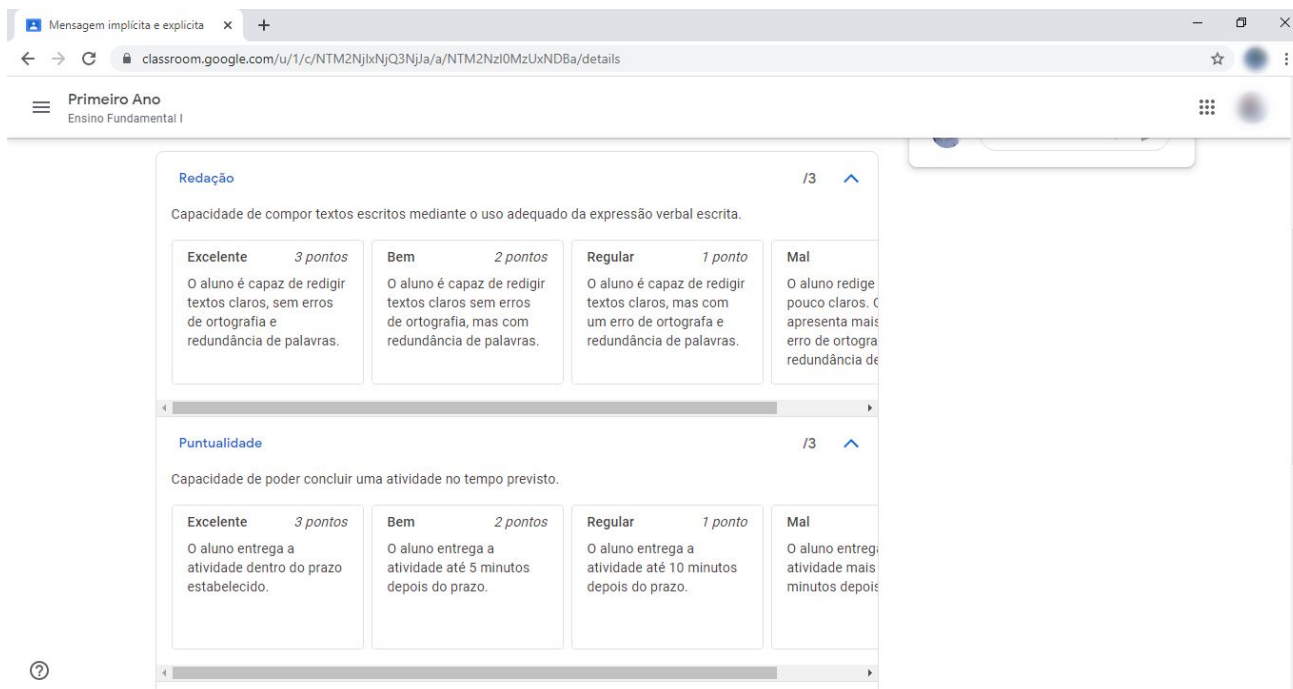 Mensagem implícita e explicita
classroom.google.com/u/1/c/NTM2NjIxNjQ3NjJa/a/NTM2NzI0MzUxNDBa/details
Primeiro Ano
Ensino Fundamental I
Redação /3
Capacidade de compor textos escritos mediante o uso adequado da expressão verbal escrita.
Excelente 3 pontos
O aluno é capaz de redigir
textos claros, sem erros
de ortografia e
redundância de palavras.
Bem 2 pontos
O aluno é capaz de redigir
textos claros sem erros
de ortografia, mas com
redundância de palavras.
Regular 1 ponto
O aluno é capaz de redigir
textos claros, mas com
um erro de ortografa e
redundância de palavras.
Mal
O aluno redige
pouco claros.
apresenta mais
erro de ortogra
redundância de
Puntualidade /3
Capacidade de poder concluir uma atividade no tempo previsto.
Excelente 3 pontos
O aluno entrega a
atividade dentro do prazo
estabelecido.
Bem 2 pontos
O aluno entrega a
atividade até 5 minutos
depois do prazo.
Regular 1 ponto
O aluno entrega a
atividade até 10 minutos
depois do prazo.
Mal
O aluno entrega
atividade mais
minutos depois